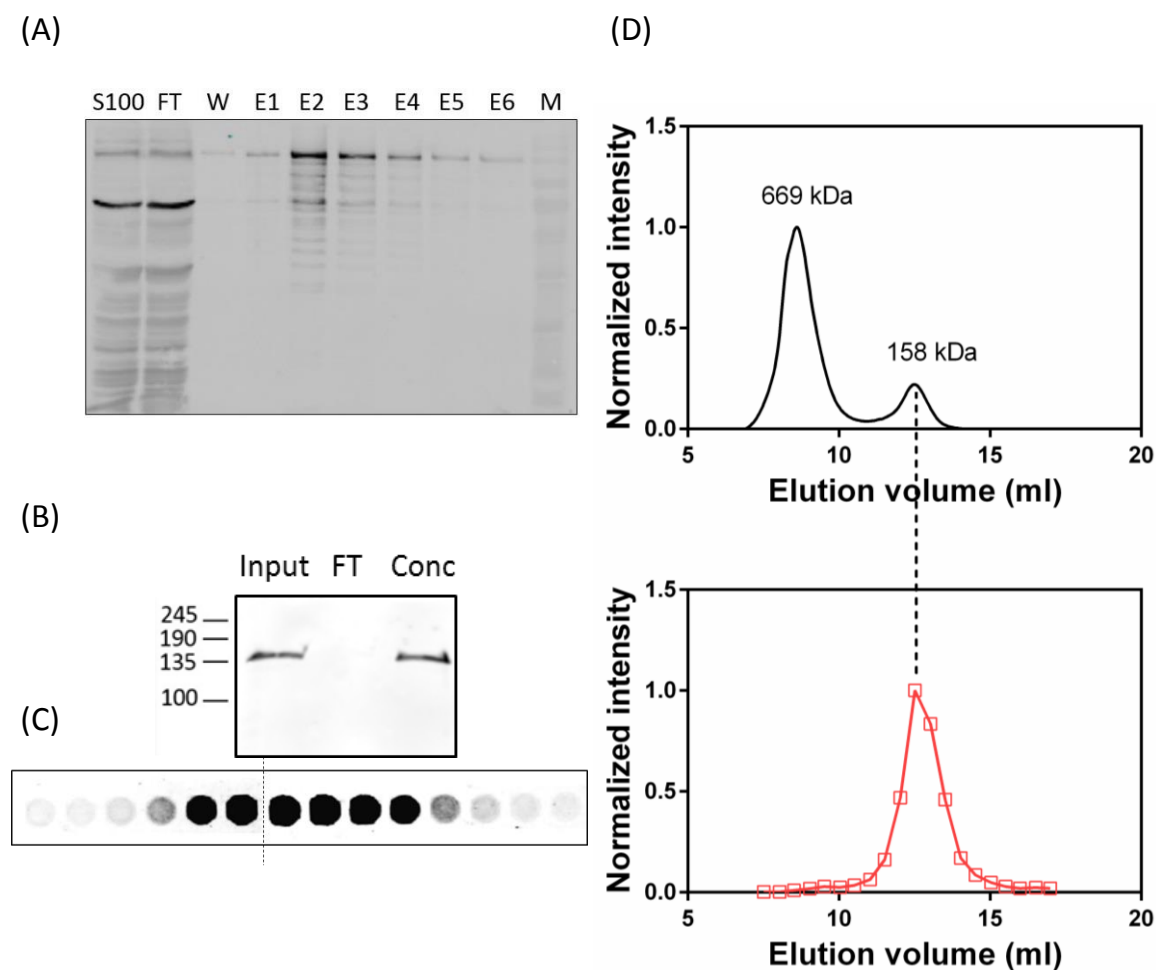 (A)
S100 FT W E1 E2 E3 E4 E5 E6 M
(B)
Input FT Conc
245
190
135
100
(C)
(D)
1.5
1.0
0.5
0.0
Normalized intensity
669 kDa
158 kDa
5 10 15 20
Elution volume (ml)
1.5
1.0
0.5
0.0
Normalized intensity
5 10 15 20
Elution volume (ml)